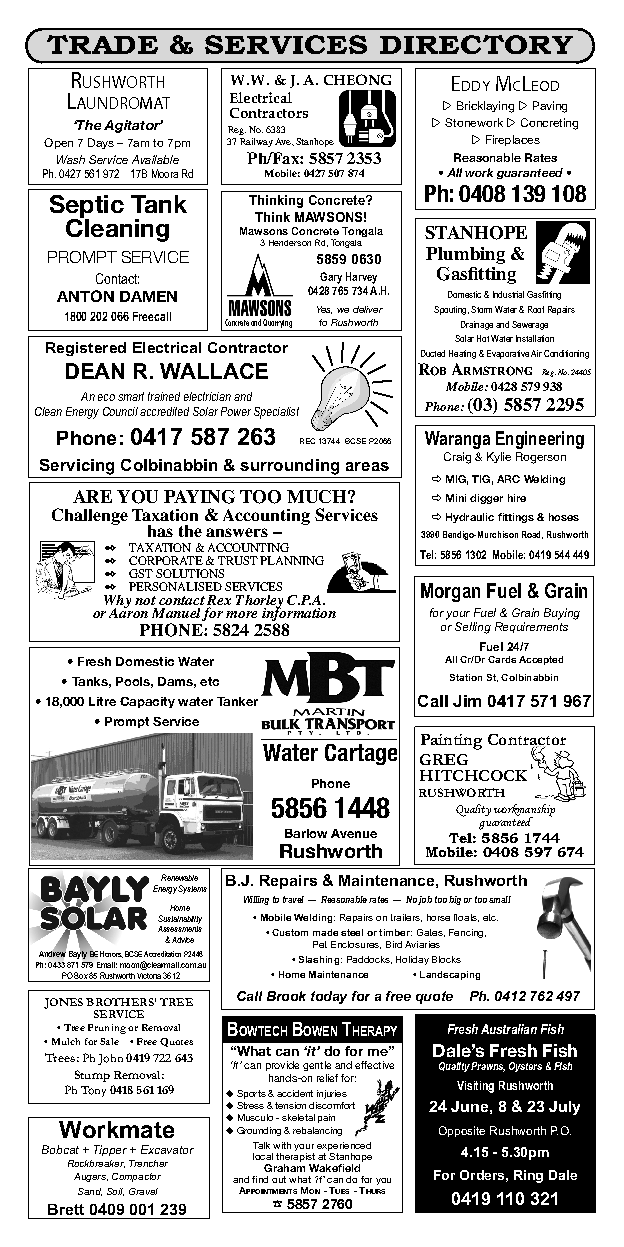 TRADE & SERVICES DIRECTORY
RUSHWORTH
LAUNDROMAT
'The Agitator'
Open 7 Days – 7am to 7pm
Wash Service Available
Ph. 0427 561 972 17B Moora Rd
W.W. & J. A. CHEONG
Electrical
Contractors
Reg. No. 5383
37 Railway Ave, Stanhope
Ph/Fax: 5857 2353
Mobile: 0427 507 874
EDDY MCLEOD
▷ Bricklaying ▷ Paving
▷ Stonework ▷ Concreting
▷ Fireplaces
Reasonable Rates
• All work guaranteed •
Ph: 0408 139 108
Septic Tank
Cleaning
PROMPT SERVICE
Contact:
ANTON DAMEN
1800 202 066 Freecall
Thinking Concrete?
Think MAWSONS!
Mawsons Concrete Tongala
3 Henderson Rd, Tongala
5859 0630
Gary Harvey
0428 765 734 A.H.
MAWSONS
Concrete and Quarrying
Yes, we deliver
to Rushworth
STANHOPE
Plumbing &
Gasfitting
Domestic & Industrial Gasfitting
Spouting, Storm Water & Roof Repairs
Drainage and Sewerage
Solar Hot Water Installation
Ducted Heating & Evaporative Air Conditioning
ROB ARMSTRONG Reg. No. 24405
Mobile: 0428 579 938
Phone: (03) 5857 2295
Registered Electrical Contractor
DEAN R. WALLACE
An eco smart trained electrician and
Clean Energy Council accredited Solar Power Specialist
Phone: 0417 587 263
REC 13744 BCSE P2066
Servicing Colbinabbin & surrounding areas
Waranga Engineering
Craig & Kylie Rogerson
⇨ MIG, TIG, ARC Welding
⇨ Mini digger hire
⇨ Hydraulic fittings & hoses
3990 Bendigo-Murchison Road, Rushworth
Tel: 5856 1302 Mobile: 0419 544 449
ARE YOU PAYING TOO MUCH?
Challenge Taxation & Accounting Services
has the answers –
TAXATION & ACCOUNTING
CORPORATE & TRUST PLANNING
GST SOLUTIONS
PERSONALISED SERVICES
Why not contact Rex Thorley C.P.A.
or Aaron Manuel for more information
PHONE: 5824 2588
Morgan Fuel & Grain
for your Fuel & Grain Buying
or Selling Requirements
Fuel 24/7
All Cr/Dr Cards Accepted
Station St, Colbinabbin
Call Jim 0417 571 967
• Fresh Domestic Water
• Tanks, Pools, Dams, etc
• 18,000 Litre Capacity water Tanker
• Prompt Service
MBT
MARTIN
BULK TRANSPORT
PTY. LTD.
Water Cartage
Phone
5856 1448
Barlow Avenue
Rushworth
MBT Water Cartage
Painting Contractor
GREG
HITCHCOCK
RUSHWORTH
Quality workmanship
guaranteed
Tel: 5856 1744
Mobile: 0408 597 674
BAYLY
SOLAR
Renewable
Energy Systems
Home
Sustainability
Assessments
& Advice
Andrew Bayly BE Honors, BCSE Accreditation P2448
Ph: 0433 871 579 Email: moon@clearmail.com.au
PO Box 85 Rushworth Victoria 3612
B.J. Repairs & Maintenance, Rushworth
Willing to travel — Reasonable rates — No job too big or too small
• Mobile Welding: Repairs on trailers, horse floats, etc.
• Custom made steel or timber: Gates, Fencing,
Pet Enclosures, Bird Aviaries
• Slashing: Paddocks, Holiday Blocks
• Home Maintenance • Landscaping
Call Brook today for a free quote Ph. 0412 762 497
JONES BROTHERS' TREE
SERVICE
• Tree Pruning or Removal
• Mulch for Sale • Free Quotes
Trees: Ph John 0419 722 643
Stump Removal:
Ph Tony 0418 561 169
BOWTECH BOWEN THERAPY
"What can 'it' do for me"
'It' can provide gentle and effective
hands-on relief for:
◆ Sports & accident injuries
◆ Stress & tension discomfort
◆ Musculo - skeletal pain
◆ Grounding & rebalancing
Talk with your experienced
local therapist at Stanhope
Graham Wakefield
and find out what 'it' can do for you
APPOINTMENTS MON - TUES - THURS
☎ 5857 2760
Fresh Australian Fish
Dale's Fresh Fish
Quality Prawns, Oysters & Fish
Visiting Rushworth
24 June, 8 & 23 July
Opposite Rushworth P.O.
4.15 - 5.30pm
For Orders, Ring Dale
0419 110 321
Workmate
Bobcat + Tipper + Excavator
Rockbreaker, Trencher
Augers, Compactor
Sand, Soil, Gravel
Brett 0409 001 239